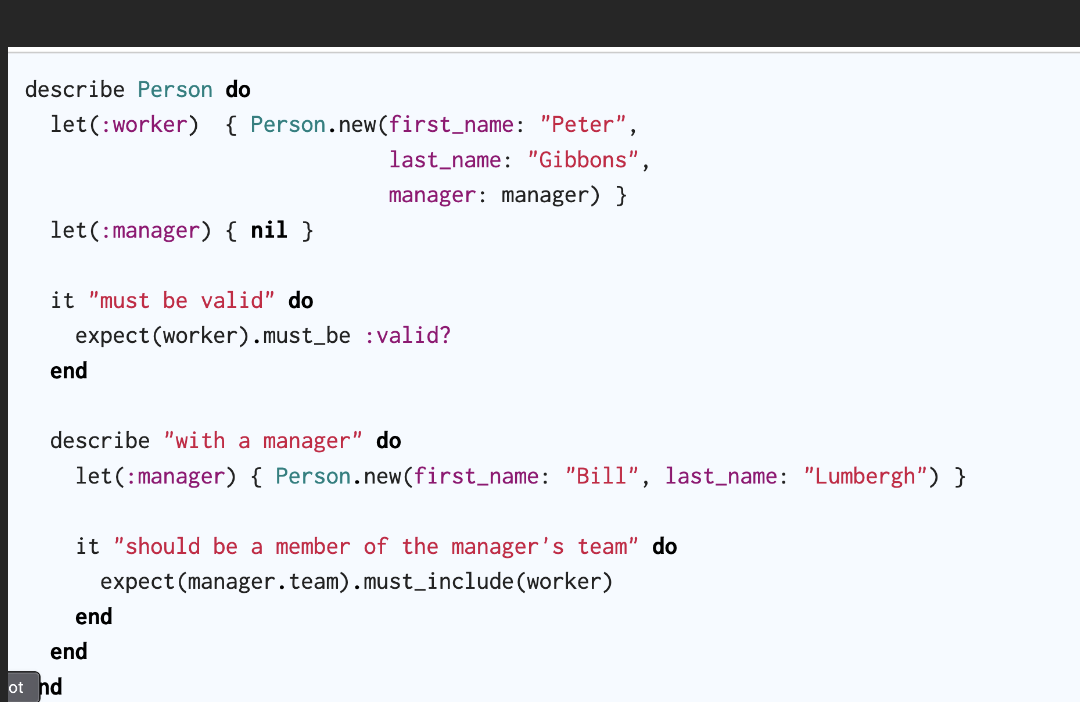 describe Person do
  let(:worker)  { Person.new(first_name: "Peter",
                             last_name: "Gibbons",
                             manager: manager) }
  let(:manager) { nil }

  it "must be valid" do
    expect(worker).must_be :valid?
  end

  describe "with a manager" do
    let(:manager) { Person.new(first_name: "Bill", last_name: "Lumbergh") }

    it "should be a member of the manager's team" do
      expect(manager.team).must_include(worker)
    end
  end
ot nd